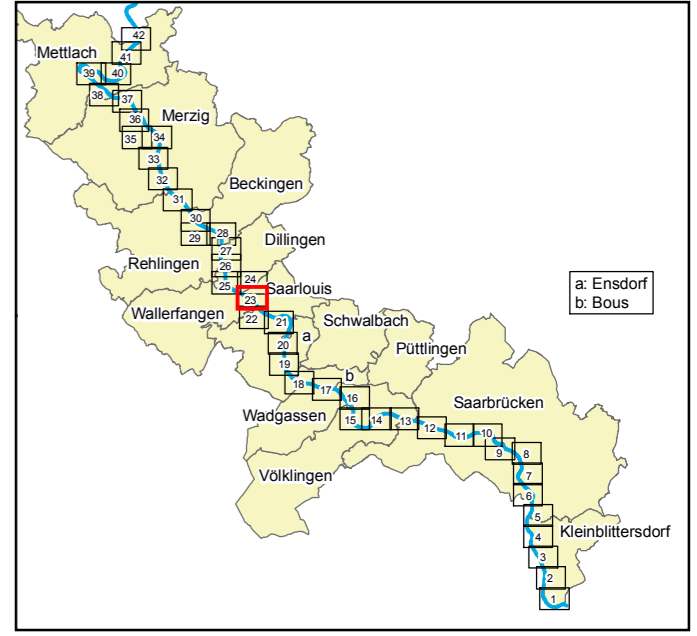 42
Mettlach
41
39
40
38
37
36
Merzig
35
34
33
32
Beckingen
31
30
29
28
Dillingen
27
Rehlingen
26
24
25
Saarlouis
23
a: Ensdorf
b: Bous
Wallerfangen
22
21
Schwalbach
a
20
Püttlingen
19
b
18
17
16
Saarbrücken
Wadgassen
15
14
13
12
11
10
9
8
Völklingen
7
6
5
Kleinblittersdorf
4
3
2
1